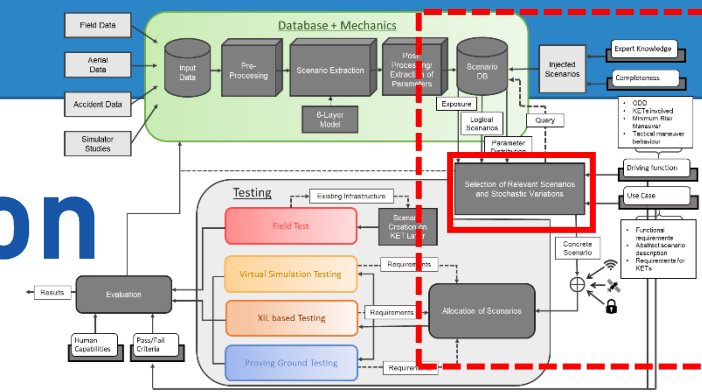 Database + Mechanics
Field Data
Aerial
Data
Accident Data
Simulator
Studies
Input
Data
Pre-
Processing
Scenario Extraction
Post-
Processing/
Extraction of
Parameters
Scenario
DB
Injected
Scenarios
Expert Knowledge
Completeness
6-Layer
Model
Exposure
Logical
Scenarios
Parameter
Distribution
Query
• ODD
• KETs involved
• Minimum Risk
Maneuver
• Tactical maneuver
behaviour
Selection of Relevant Scenarios
and Stochastic Variations
Driving function
Use Case
on
Testing
Existing Infrastructure
Field Test
Scenario
Creation on
KET Layer
• Functional
requirements
• Abstract scenario
description
• Requirements for
KETs
Concrete
Scenario
Requirements
Virtual Simulation Testing
Results
Evaluation
XIL based Testing
Requirements
Allocation of Scenarios
Human
Capabilities
Pass/Fail
Criteria
Proving Ground Testing
Requirements